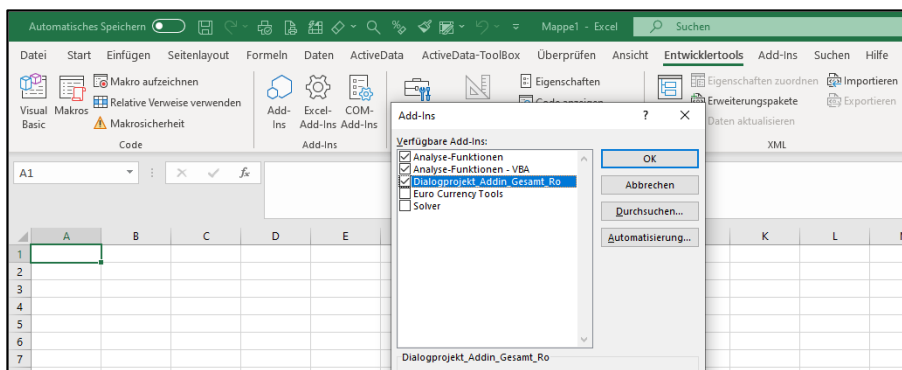 Automatisches Speichern Mappe1 - Excel Suchen
Datei Start Einfügen Seitenlayout Formeln Daten ActiveData ActiveData-ToolBox Überprüfen Ansicht Entwicklertools Add-Ins Suchen Hilfe
Visual Basic
Makros
Makro aufzeichnen
Relative Verweise verwenden
Makrosicherheit
Code
Add-Ins
Excel-Add-Ins
COM-Add-Ins
Add-Ins
Eigenschaften
Code anzeigen
Eigenschaften zuordnen
Erweiterungspakete
Daten aktualisieren
Importieren
Exportieren
XML
A1 fx
A B C D E K L
1
2
3
4
5
6
7
Add-Ins ? X
Verfügbare Add-Ins:
Analyse-Funktionen
Analyse-Funktionen - VBA
Dialogprojekt_Addin_Gesamt_Ro
Euro Currency Tools
Solver
OK
Abbrechen
Durchsuchen...
Automatisierung...
Dialogprojekt_Addin_Gesamt_Ro